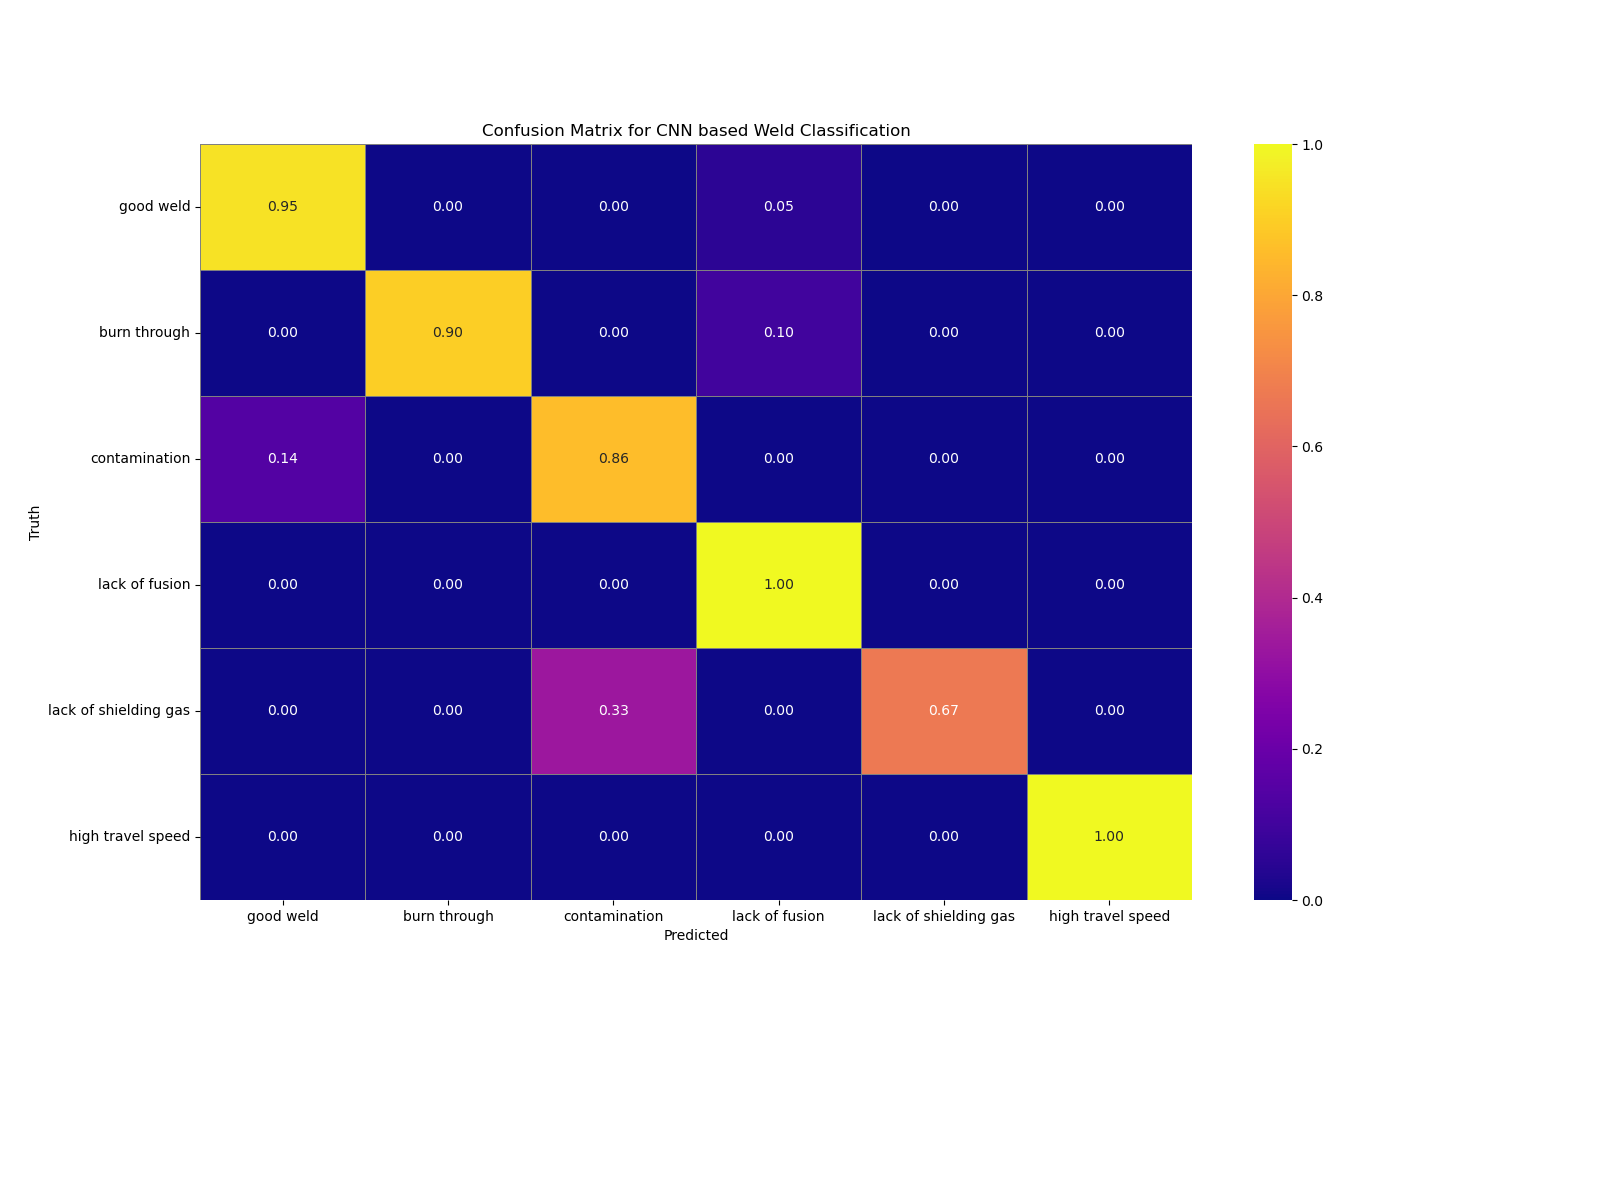 Confusion Matrix for CNN based Weld Classification
1.0
good weld 0.95 0.00 0.00 0.05 0.00 0.00
0.8
burn through 0.00 0.90 0.00 0.10 0.00 0.00
contamination 0.14 0.00 0.86 0.00 0.00 0.00
0.6
Truth
lack of fusion 0.00 0.00 0.00 1.00 0.00 0.00
0.4
lack of shielding gas 0.00 0.00 0.33 0.00 0.67 0.00
0.2
high travel speed 0.00 0.00 0.00 0.00 0.00 1.00
0.0
good weld burn through contamination lack of fusion lack of shielding gas high travel speed
Predicted